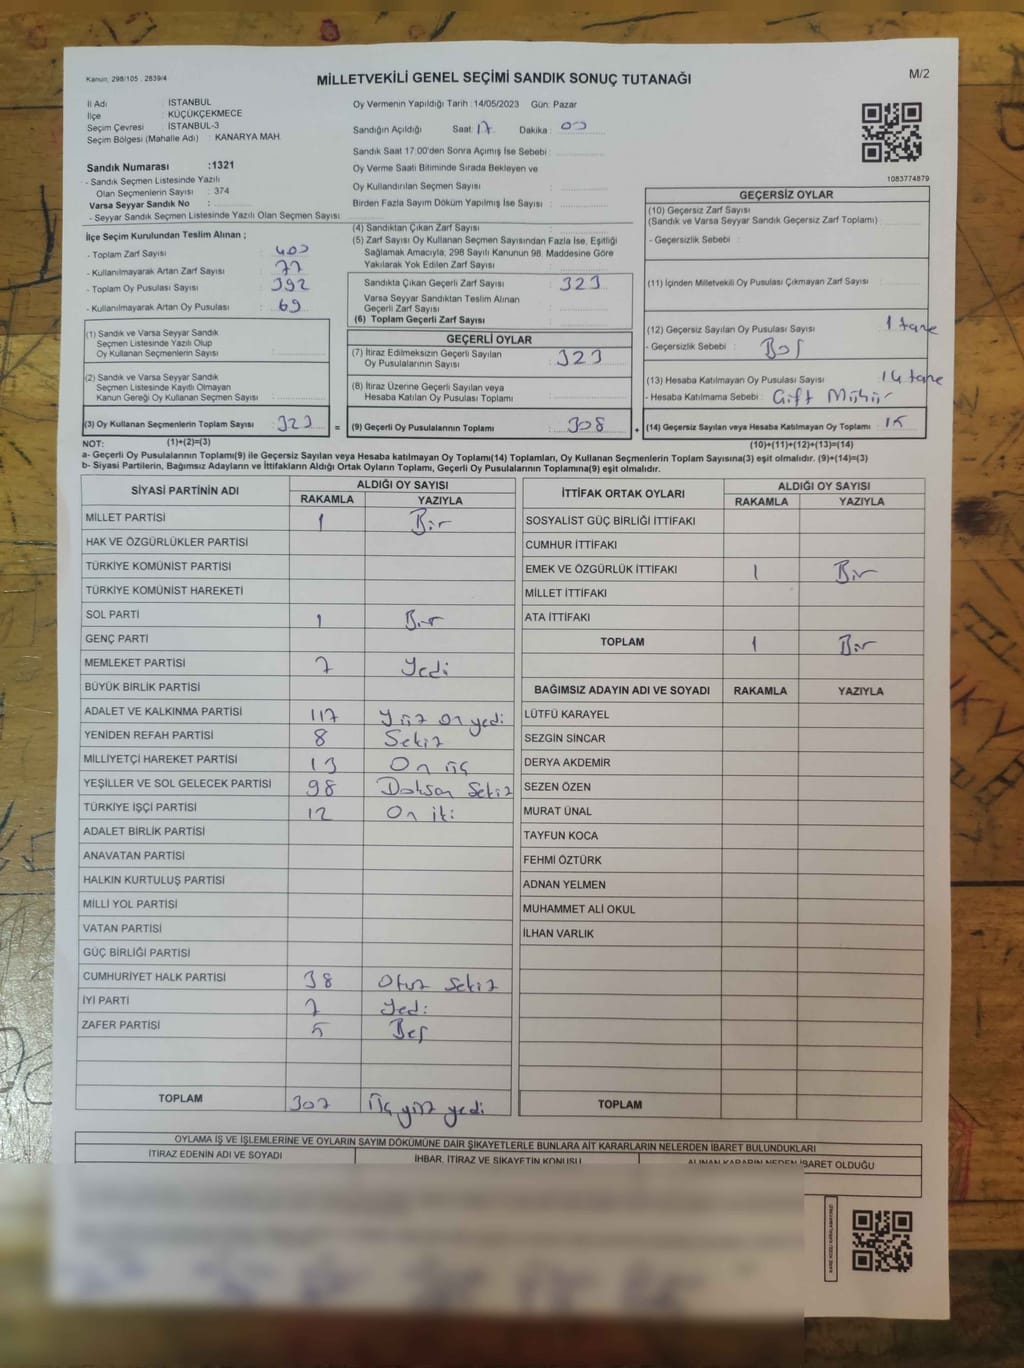 Kanun, 298/105 . 2839/4
MİLLETVEKİLİ GENEL SEÇİMİ SANDIK SONUÇ TUTANAĞI
M/2
İl Adı : İSTANBUL
İlçe : KÜÇÜKÇEKMECE
Seçim Çevresi : İSTANBUL-3
Seçim Bölgesi (Mahalle Adı) : KANARYA MAH.
Sandık Numarası :1321
- Sandık Seçmen Listesinde Yazılı
Olan Seçmenlerin Sayısı : 374
Varsa Seyyar Sandık No :
- Seyyar Sandık Seçmen Listesinde Yazılı Olan Seçmen Sayısı :
İlçe Seçim Kurulundan Teslim Alınan ;
- Toplam Zarf Sayısı : 400
- Kullanılmayarak Artan Zarf Sayısı : 77
- Toplam Oy Pusulası Sayısı : 392
- Kullanılmayarak Artan Oy Pusulası : 69
(1) Sandık ve Varsa Seyyar Sandık
Seçmen Listesinde Yazılı Olup
Oy Kullanan Seçmenlerin Sayısı :
(2) Sandık ve Varsa Seyyar Sandık
Seçmen Listesinde Kayıtlı Olmayan
Kanun Gereği Oy Kullanan Seçmen Sayısı :
(3) Oy Kullanan Seçmenlerin Toplam Sayısı : 323 =
Oy Vermenin Yapıldığı Tarih :14/05/2023 Gün: Pazar
Sandığın Açıldığı Saat : 17 Dakika : 00
Sandık Saat 17:00'den Sonra Açımış İse Sebebi :
Oy Verme Saati Bitiminde Sırada Bekleyen ve
Oy Kullandırılan Seçmen Sayısı :
Birden Fazla Sayım Döküm Yapılmış İse Sayısı :
(4) Sandıktan Çıkan Zarf Sayısı :
(5) Zarf Sayısı Oy Kullanan Seçmen Sayısından Fazla İse, Eşitliği
Sağlamak Amacıyla, 298 Sayılı Kanunun 98. Maddesine Göre
Yakılarak Yok Edilen Zarf Sayısı :
Sandıkta Çıkan Geçerli Zarf Sayısı : 323
Varsa Seyyar Sandıktan Teslim Alınan
Geçerli Zarf Sayısı :
(6) Toplam Geçerli Zarf Sayısı :
GEÇERLİ OYLAR
(7) İtiraz Edilmeksizin Geçerli Sayılan
Oy Pusulalarının Sayısı : 323
(8) İtiraz Üzerine Geçerli Sayılan veya
Hesaba Katılan Oy Pusulası Toplamı :
(9) Geçerli Oy Pusulalarının Toplamı : 308 +
1083774879
GEÇERSİZ OYLAR
(10) Geçersiz Zarf Sayısı
(Sandık ve Varsa Seyyar Sandık Geçersiz Zarf Toplamı) :
- Geçersizlik Sebebi :
(11) İçinden Milletvekili Oy Pusulası Çıkmayan Zarf Sayısı :
(12) Geçersiz Sayılan Oy Pusulası Sayısı : 1 tane
- Geçersizlik Sebebi : Boş
(13) Hesaba Katılmayan Oy Pusulası Sayısı : 14 tane
- Hesaba Katılmama Sebebi : Çift Mühür
(14) Geçersiz Sayılan veya Hesaba Katılmayan Oy Toplamı : 15
NOT: (1)+(2)=(3) (10)+(11)+(12)+(13)=(14)
a- Geçerli Oy Pusulalarının Toplamı(9) ile Geçersiz Sayılan veya Hesaba katılmayan Oy Toplamı(14) Toplamları, Oy Kullanan Seçmenlerin Toplam Sayısına(3) eşit olmalıdır. (9)+(14)=(3)
b- Siyasi Partilerin, Bağımsız Adayların ve İttifakların Aldığı Ortak Oyların Toplamı, Geçerli Oy Pusulalarının Toplamına(9) eşit olmalıdır.
SİYASİ PARTİNİN ADI ALDIĞI OY SAYISI
RAKAMLA YAZIYLA
MİLLET PARTİSİ 1 Bir
HAK VE ÖZGÜRLÜKLER PARTİSİ
TÜRKİYE KOMÜNİST PARTİSİ
TÜRKİYE KOMÜNİST HAREKETİ
SOL PARTİ 1 Bir
GENÇ PARTİ
MEMLEKET PARTİSİ 7 Yedi
BÜYÜK BİRLİK PARTİSİ
ADALET VE KALKINMA PARTİSİ 117 Yüz on yedi
YENİDEN REFAH PARTİSİ 8 Sekiz
MİLLİYETÇİ HAREKET PARTİSİ 13 On üç
YEŞİLLER VE SOL GELECEK PARTİSİ 98 Doksan Sekiz
TÜRKİYE İŞÇİ PARTİSİ 12 On iki
ADALET BİRLİK PARTİSİ
ANAVATAN PARTİSİ
HALKIN KURTULUŞ PARTİSİ
MİLLİ YOL PARTİSİ
VATAN PARTİSİ
GÜÇ BİRLİĞİ PARTİSİ
CUMHURİYET HALK PARTİSİ 38 Otuz Sekiz
İYİ PARTİ 7 Yedi
ZAFER PARTİSİ 5 Beş
TOPLAM 307 Üç yüz yedi
İTTİFAK ORTAK OYLARI ALDIĞI OY SAYISI
RAKAMLA YAZIYLA
SOSYALİST GÜÇ BİRLİĞİ İTTİFAKI
CUMHUR İTTİFAKI
EMEK VE ÖZGÜRLÜK İTTİFAKI 1 Bir
MİLLET İTTİFAKI
ATA İTTİFAKI
TOPLAM 1 Bir
BAĞIMSIZ ADAYIN ADI VE SOYADI RAKAMLA YAZIYLA
LÜTFÜ KARAYEL
SEZGİN SİNCAR
DERYA AKDEMİR
SEZEN ÖZEN
MURAT ÜNAL
TAYFUN KOCA
FEHMİ ÖZTÜRK
ADNAN YELMEN
MUHAMMET ALİ OKUL
İLHAN VARLIK
TOPLAM
OYLAMA İŞ VE İŞLEMLERİNE VE OYLARIN SAYIM DÖKÜMÜNE DAİR ŞİKAYETLERLE BUNLARA AİT KARARLARIN NELERDEN İBARET BULUNDUKLARI
İTİRAZ EDENİN ADI VE SOYADI İHBAR, İTİRAZ VE ŞİKAYETİN KONUSU ALINAN KARARIN NEDEN İBARET OLDUĞU